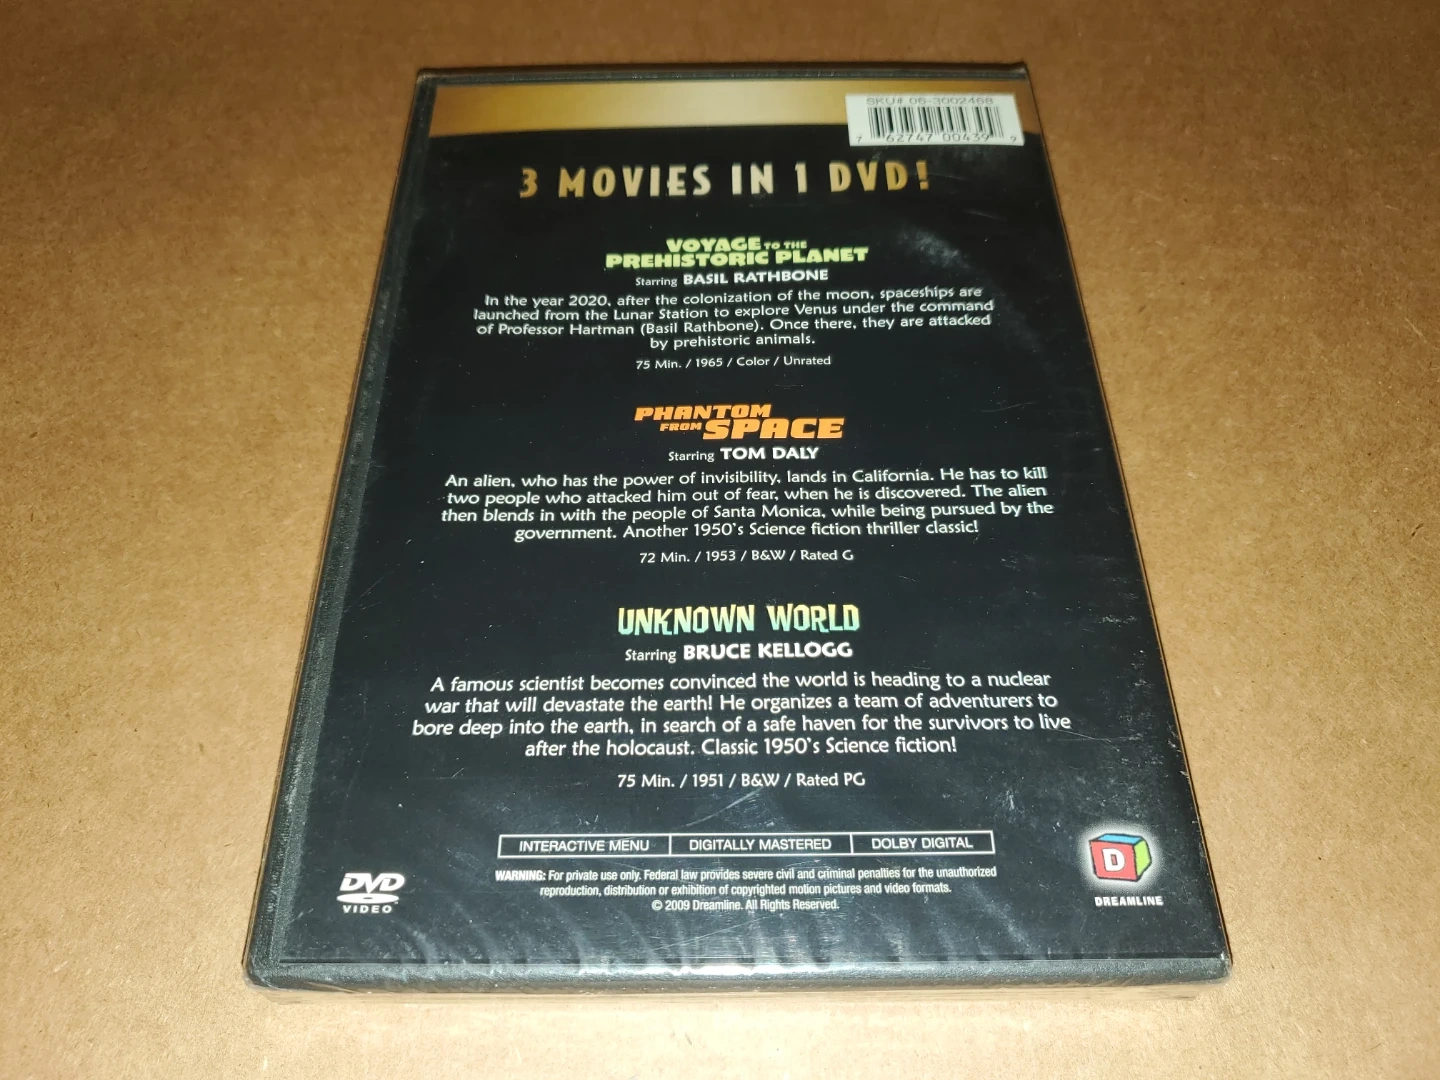 SKU# 06-3002468
7 62747 00439 9
3 MOVIES IN 1 DVD!
VOYAGE TO THE
PREHISTORIC PLANET
Starring BASIL RATHBONE
In the year 2020, after the colonization of the moon, spaceships are
launched from the Lunar Station to explore Venus under the command
of Professor Hartman (Basil Rathbone). Once there, they are attacked
by prehistoric animals.
75 Min. / 1965 / Color / Unrated
PHANTOM
FROM SPACE
Starring TOM DALY
An alien, who has the power of invisibility, lands in California. He has to kill
two people who attacked him out of fear, when he is discovered. The alien
then blends in with the people of Santa Monica, while being pursued by the
government. Another 1950's Science fiction thriller classic!
72 Min. / 1953 / B&W / Rated G
UNKNOWN WORLD
Starring BRUCE KELLOGG
A famous scientist becomes convinced the world is heading to a nuclear
war that will devastate the earth! He organizes a team of adventurers to
bore deep into the earth, in search of a safe haven for the survivors to live
after the holocaust. Classic 1950's Science fiction!
75 Min. / 1951 / B&W / Rated PG
INTERACTIVE MENU DIGITALLY MASTERED DOLBY DIGITAL
WARNING: For private use only. Federal law provides severe civil and criminal penalties for the unauthorized
reproduction, distribution or exhibition of copyrighted motion pictures and video formats.
© 2009 Dreamline. All Rights Reserved.
DVD
VIDEO
D
DREAMLINE